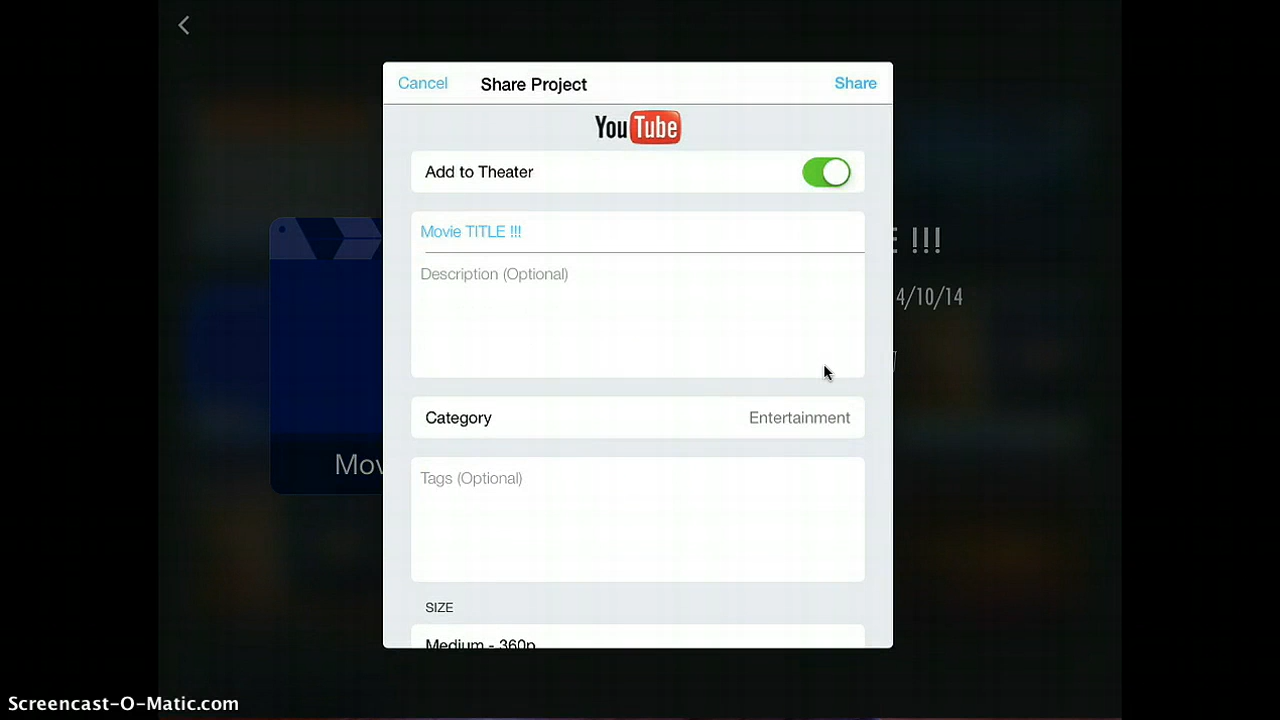 Cancel Share Project Share
YouTube
Add to Theater
Movie TITLE !!!
!!!
Description (Optional)
4/10/14
Category Entertainment
Mov
Tags (Optional)
SIZE
Medium - 360p
Screencast-O-Matic.com